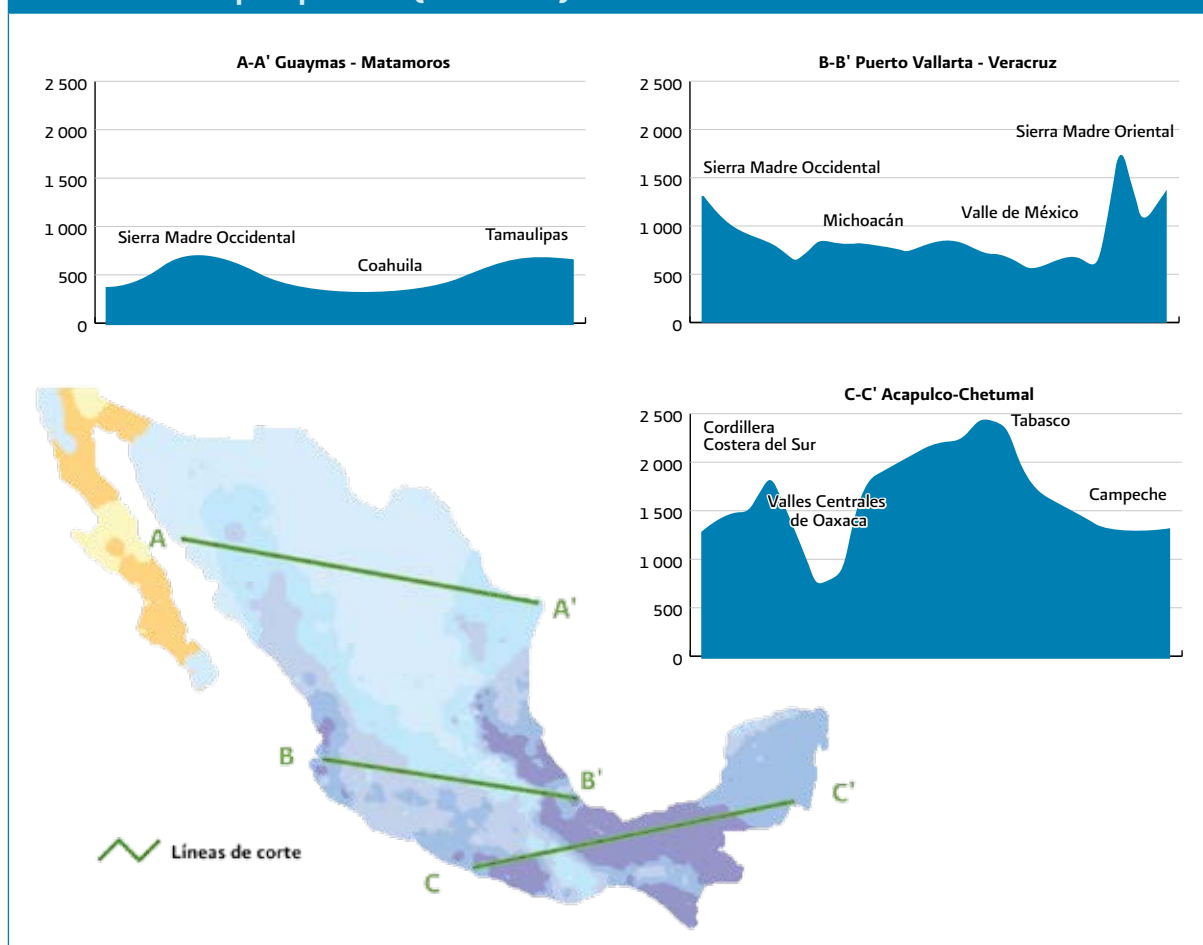 A-A' Guaymas - Matamoros
2 500
2 000
1 500
1 000
500
0
Sierra Madre Occidental
Coahuila
Tamaulipas
B-B' Puerto Vallarta - Veracruz
2 500
2 000
1 500
1 000
500
0
Sierra Madre Occidental
Michoacán
Valle de México
Sierra Madre Oriental
C-C' Acapulco-Chetumal
2 500
2 000
1 500
1 000
500
0
Cordillera
Costera del Sur
Valles Centrales
de Oaxaca
Tabasco
Campeche
A
A'
B
B'
C
C'
Líneas de corte